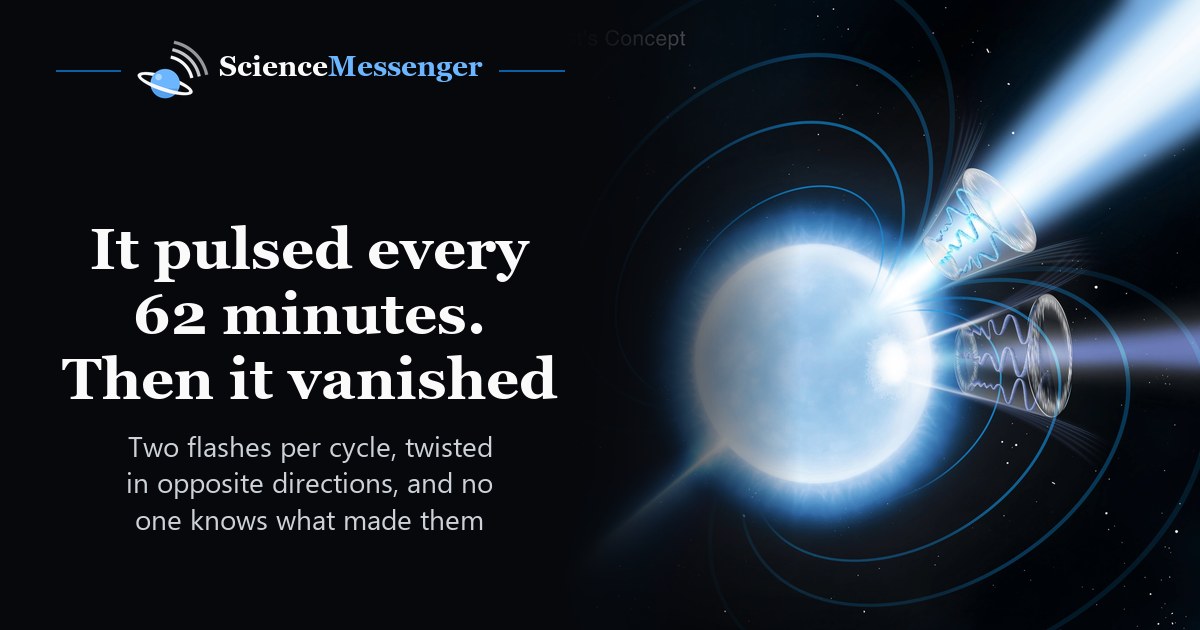 Concept
ScienceMessenger
It pulsed every
62 minutes.
Then it vanished
Two flashes per cycle, twisted
in opposite directions, and no
one knows what made them